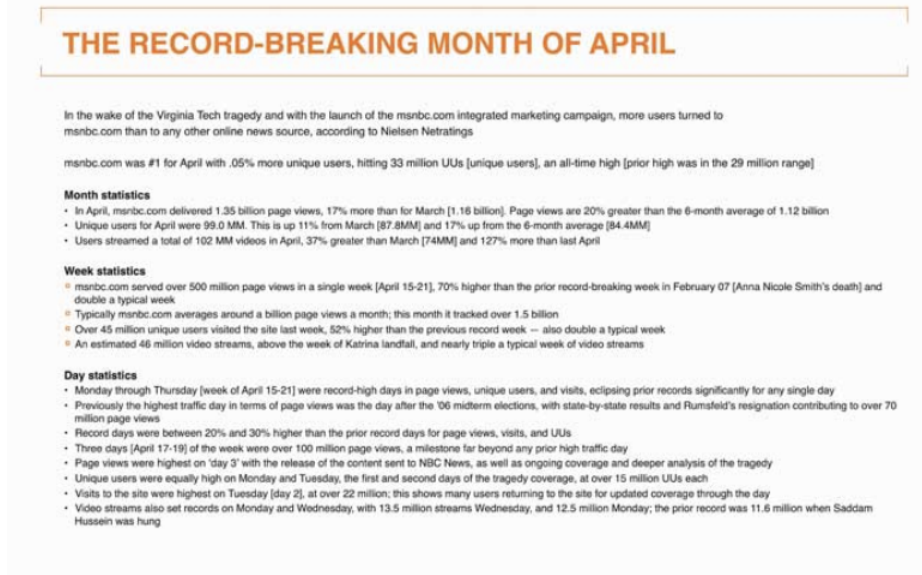 THE RECORD-BREAKING MONTH OF APRIL
In the wake of the Virginia Tech tragedy and with the launch of the msnbc.com integrated marketing campaign, more users turned to
msnbc.com than to any other online news source, according to Nielsen Netratings
msnbc.com was #1 for April with .05% more unique users, hitting 33 million UUs [unique users], an all-time high [prior high was in the 29 million range]
Month statistics
• In April, msnbc.com delivered 1.35 billion page views, 17% more than for March [1.16 billion]. Page views are 20% greater than the 6-month average of 1.12 billion
• Unique users for April were 99.0 MM. This is up 11% from March [87.8MM] and 17% up from the 6-month average [84.4MM]
• Users streamed a total of 102 MM videos in April, 37% greater than March [74MM] and 127% more than last April
Week statistics
• msnbc.com served over 500 million page views in a single week [April 15-21], 70% higher than the prior record-breaking week in February 07 [Anna Nicole Smith's death] and
double a typical week
• Typically msnbc.com averages around a billion page views a month; this month it tracked over 1.5 billion
• Over 45 million unique users visited the site last week, 52% higher than the previous record week — also double a typical week
• An estimated 46 million video streams, above the week of Katrina landfall, and nearly triple a typical week of video streams
Day statistics
• Monday through Thursday [week of April 15-21] were record-high days in page views, unique users, and visits, eclipsing prior records significantly for any single day
• Previously the highest traffic day in terms of page views was the day after the '06 midterm elections, with state-by-state results and Rumsfeld's resignation contributing to over 70
million page views
• Record days were between 20% and 30% higher than the prior record days for page views, visits, and UUs
• Three days [April 17-19] of the week were over 100 million page views, a milestone far beyond any prior high traffic day
• Page views were highest on 'day 3' with the release of the content sent to NBC News, as well as ongoing coverage and deeper analysis of the tragedy
• Unique users were equally high on Monday and Tuesday, the first and second days of the tragedy coverage, at over 15 million UUs each
• Visits to the site were highest on Tuesday [day 2], at over 22 million; this shows many users returning to the site for updated coverage through the day
• Video streams also set records on Monday and Wednesday, with 13.5 million streams Wednesday, and 12.5 million Monday; the prior record was 11.6 million when Saddam
Hussein was hung